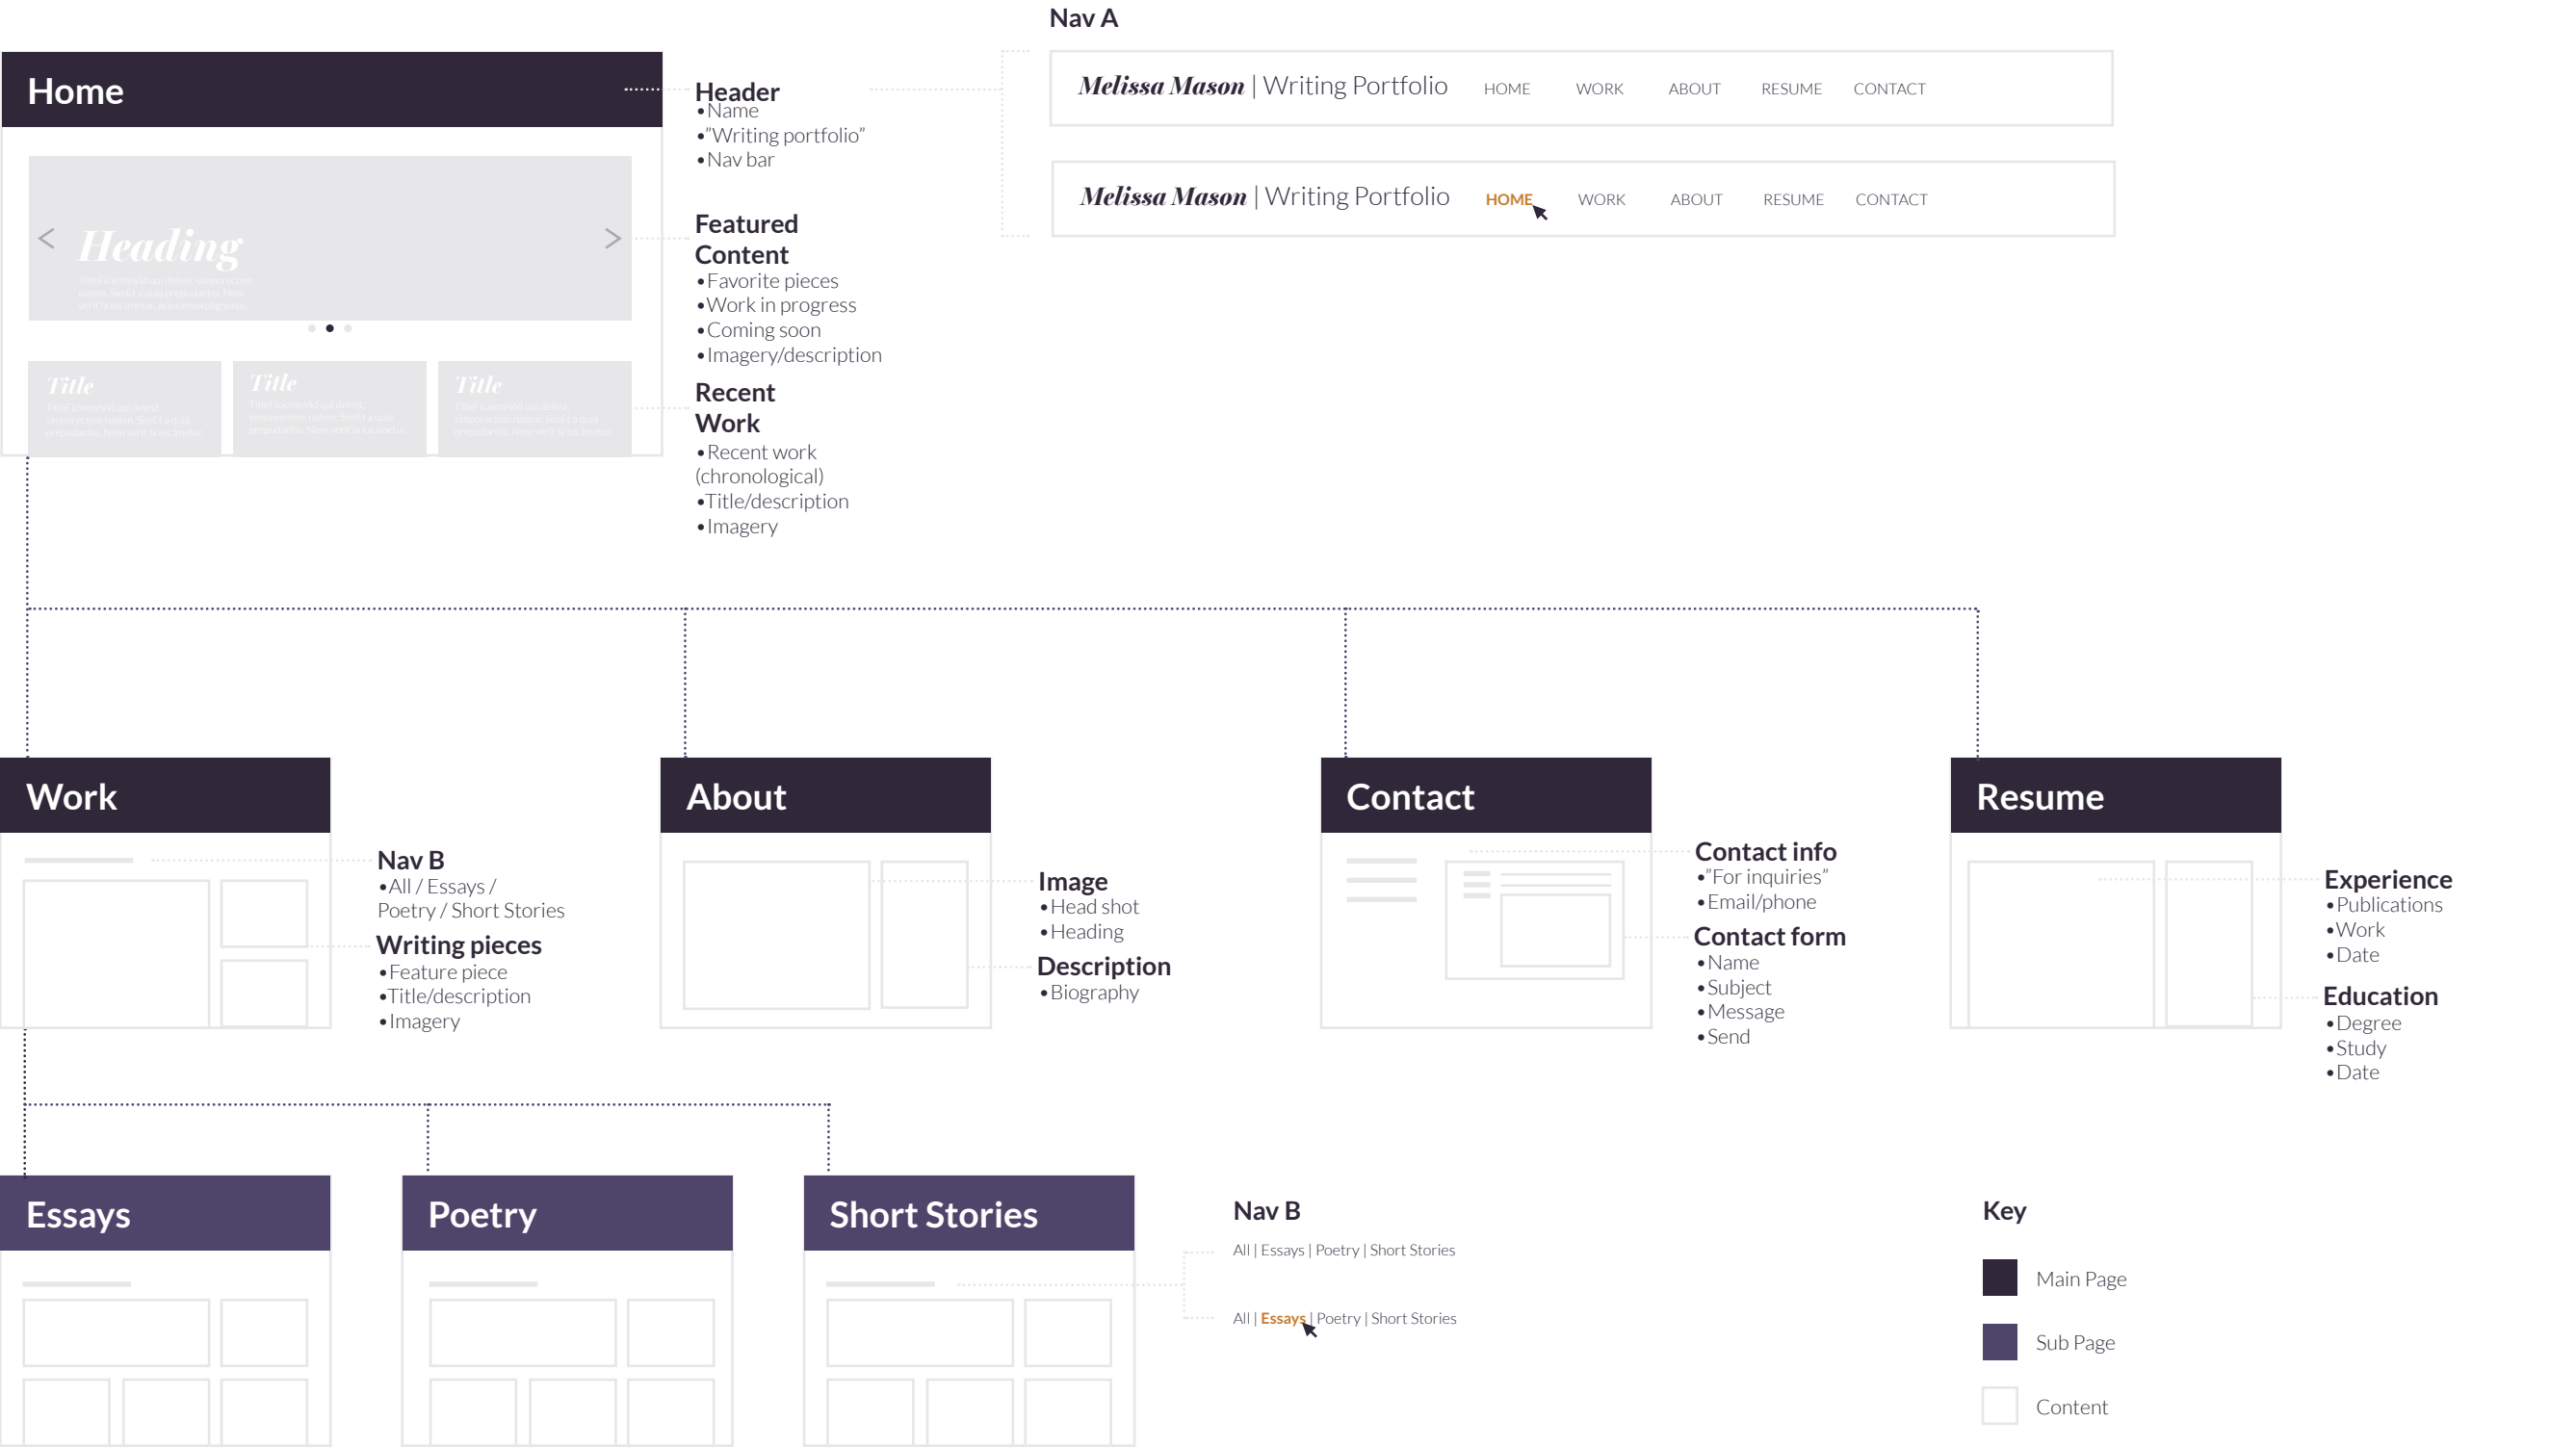 Nav A
Home
Header
•Name
•”Writing portfolio”
•Nav bar
Melissa Mason | Writing Portfolio HOME WORK ABOUT RESUME CONTACT
Melissa Mason | Writing Portfolio HOME WORK ABOUT RESUME CONTACT
Heading
Featured
Content
•Favorite pieces
•Work in progress
•Coming soon
•Imagery/description
Title
Title
Title
Recent
Work
•Recent work
(chronological)
•Title/description
•Imagery
Work
Nav B
•All / Essays /
Poetry / Short Stories
Writing pieces
•Feature piece
•Title/description
•Imagery
About
Image
•Head shot
•Heading
Description
•Biography
Contact
Contact info
•”For inquiries”
•Email/phone
Contact form
•Name
•Subject
•Message
•Send
Resume
Experience
•Publications
•Work
•Date
Education
•Degree
•Study
•Date
Essays
Poetry
Short Stories
Nav B
All | Essays | Poetry | Short Stories
All | Essays | Poetry | Short Stories
Key
Main Page
Sub Page
Content